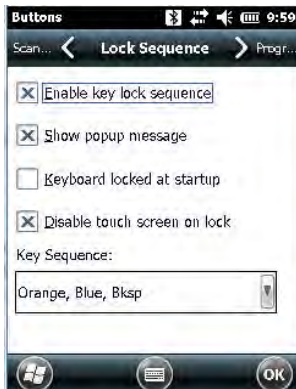 Buttons 9:59
Scan... Lock Sequence Progr...
Enable key lock sequence
Show popup message
Keyboard locked at startup
Disable touch screen on lock
Key Sequence:
Orange, Blue, Bksp
OK